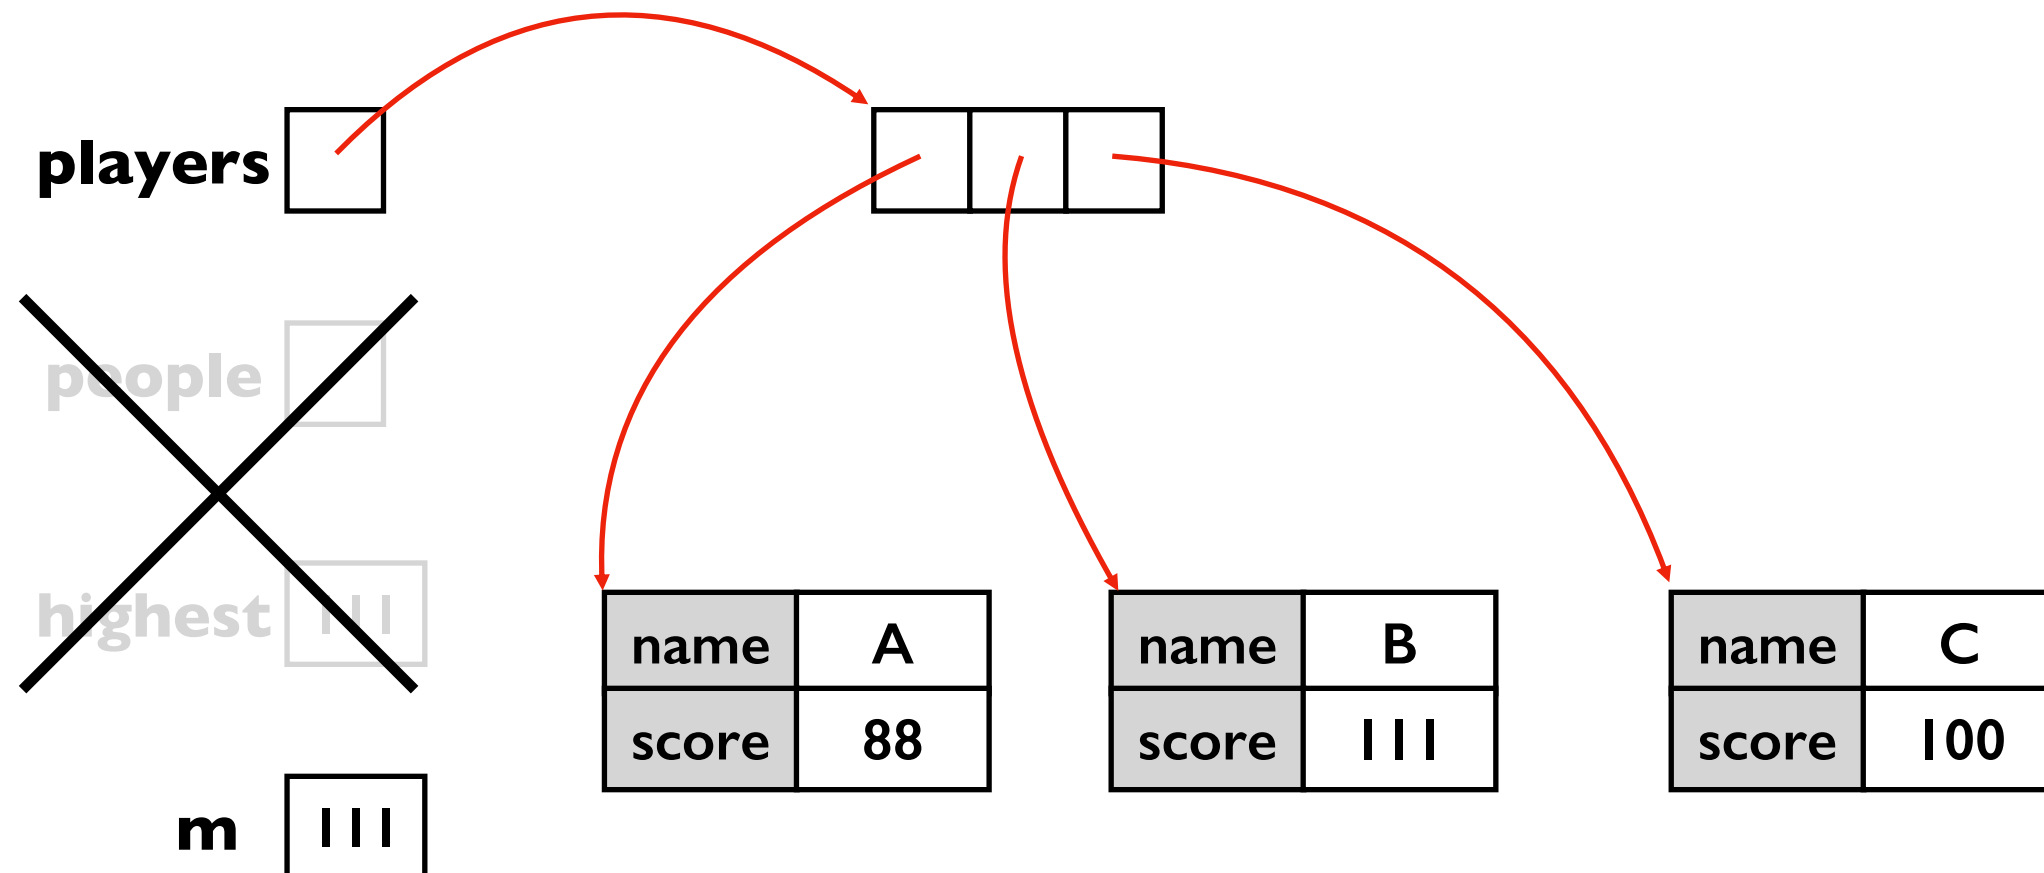 players
people
highest 111
name A name B name C
score 88 score 111 score 100
m 111